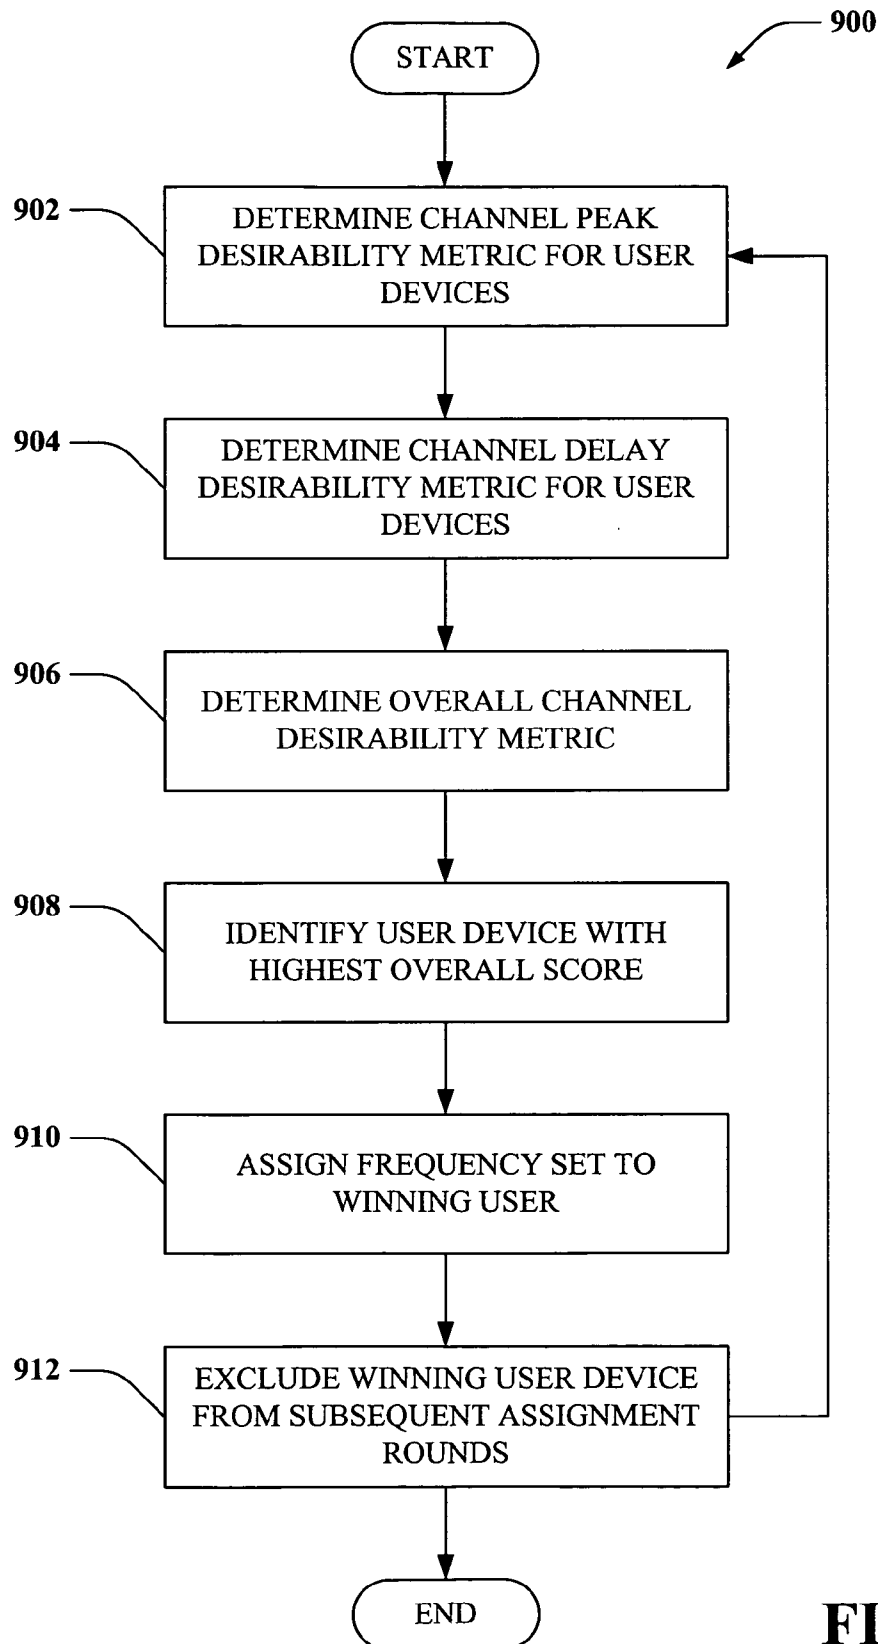 900
START
902
DETERMINE CHANNEL PEAK
DESIRABILITY METRIC FOR USER
DEVICES
904
DETERMINE CHANNEL DELAY
DESIRABILITY METRIC FOR USER
DEVICES
906
DETERMINE OVERALL CHANNEL
DESIRABILITY METRIC
908
IDENTIFY USER DEVICE WITH
HIGHEST OVERALL SCORE
910
ASSIGN FREQUENCY SET TO
WINNING USER
912
EXCLUDE WINNING USER DEVICE
FROM SUBSEQUENT ASSIGNMENT
ROUNDS
END